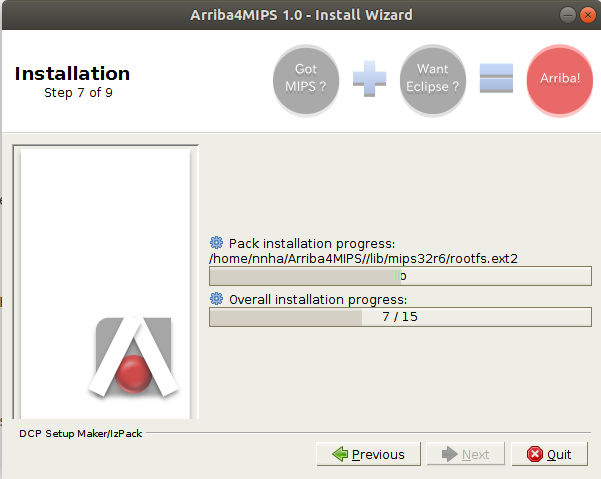 Arriba4MIPS 1.0 - Install Wizard
Installation
Step 7 of 9
Got
MIPS ?
Want
Eclipse ?
Arriba!
Pack installation progress:
/home/nnha/Arriba4MIPS//lib/mips32r6/rootfs.ext2
Overall installation progress:
7 / 15
DCP Setup Maker/IzPack
Previous
Next
Quit